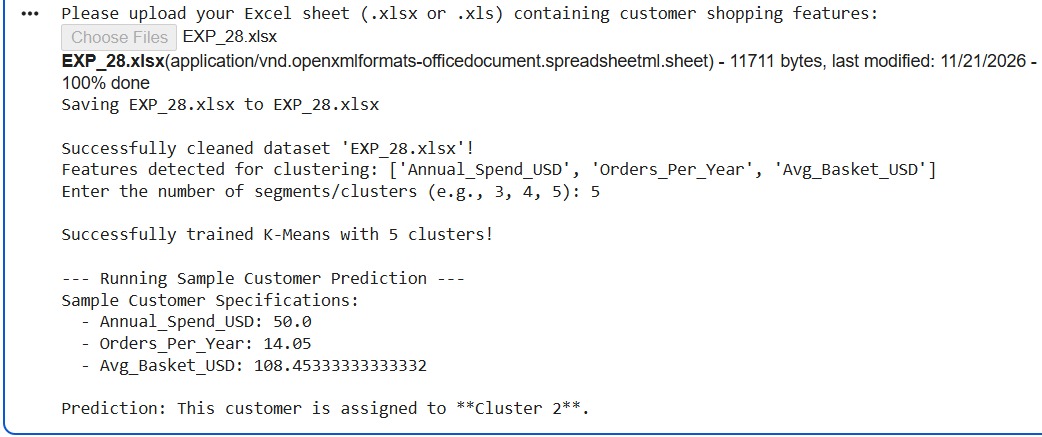 Please upload your Excel sheet (.xlsx or .xls) containing customer shopping features:
Choose Files EXP_28.xlsx
EXP_28.xlsx(application/vnd.openxmlformats-officedocument.spreadsheetml.sheet) - 11711 bytes, last modified: 11/21/2026 -
100% done
Saving EXP_28.xlsx to EXP_28.xlsx
Successfully cleaned dataset 'EXP_28.xlsx'!
Features detected for clustering: ['Annual_Spend_USD', 'Orders_Per_Year', 'Avg_Basket_USD']
Enter the number of segments/clusters (e.g., 3, 4, 5): 5
Successfully trained K-Means with 5 clusters!
--- Running Sample Customer Prediction ---
Sample Customer Specifications:
- Annual_Spend_USD: 50.0
- Orders_Per_Year: 14.05
- Avg_Basket_USD: 108.45333333333332
Prediction: This customer is assigned to **Cluster 2**.